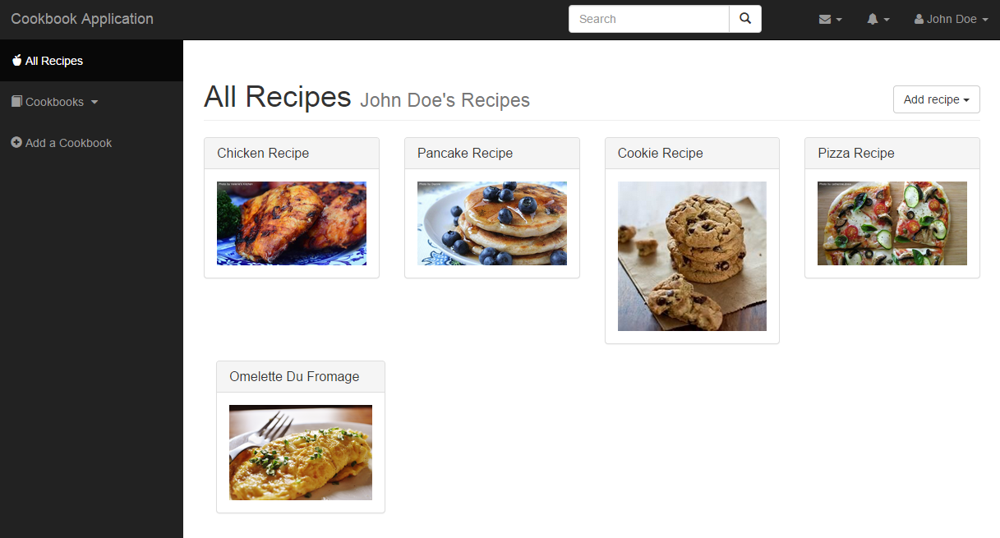 Cookbook Application
Search
John Doe
All Recipes
Cookbooks
Add a Cookbook
All Recipes John Doe's Recipes
Add recipe
Chicken Recipe
Pancake Recipe
Cookie Recipe
Pizza Recipe
Omelette Du Fromage